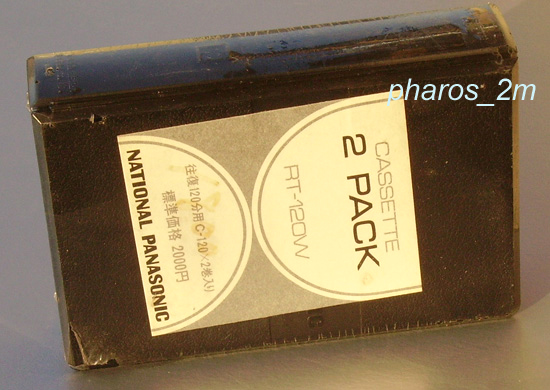 pharos_2m
CASSETTE
2 PACK
RT-120W
往復120分用 C-120×2巻入り
標準価格 2000円
NATIONAL PANASONIC
C